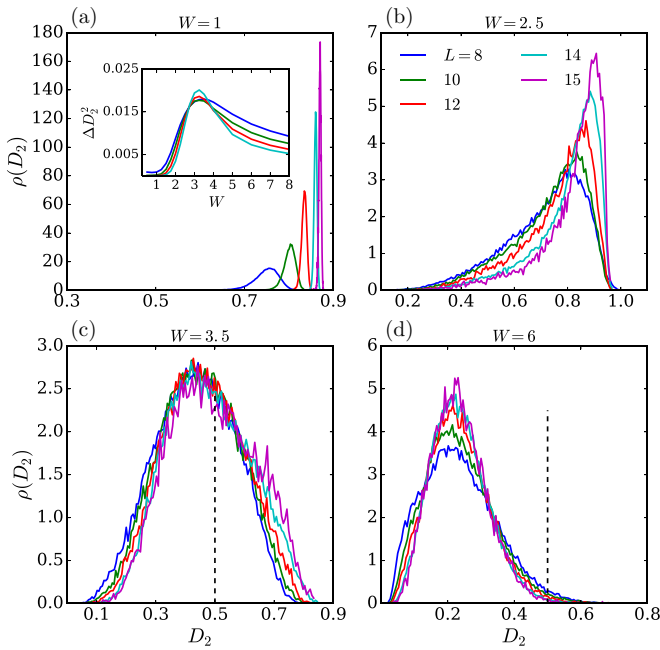 (a) W = 1
180
160
140
120
100
80
60
40
20
0
ρ(D₂)
0.3 0.5 0.7 0.9
0.025
0.015
0.005
ΔD₂²
1 2 3 4 5 6 7 8
W
(b) W = 2.5
7
6
5
4
3
2
1
0
0.2 0.4 0.6 0.8 1.0
L = 8 14
10 15
12
(c) W = 3.5
3.0
2.5
2.0
1.5
1.0
0.5
0.0
ρ(D₂)
0.1 0.3 0.5 0.7 0.9
D₂
(d) W = 6
6
5
4
3
2
1
0
0.2 0.4 0.6 0.8
D₂